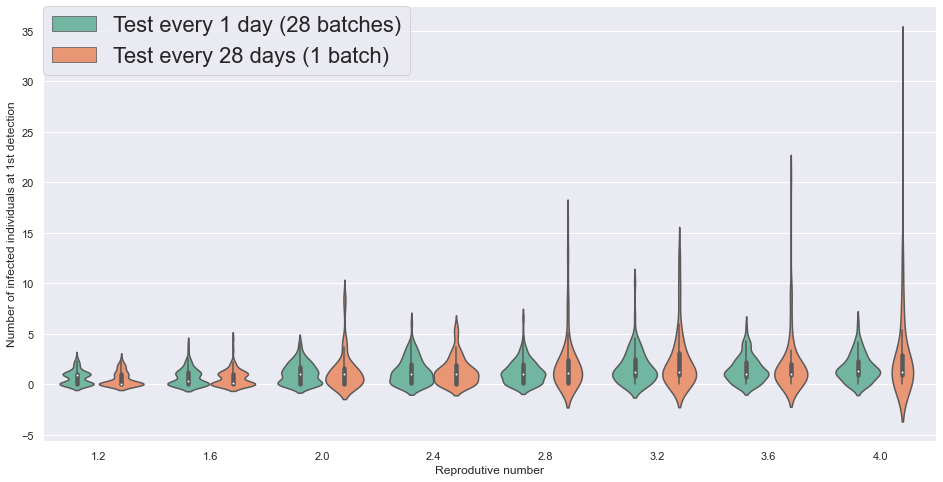 Test every 1 day (28 batches)
Test every 28 days (1 batch)
35
30
25
20
15
10
5
0
−5
Number of infected individuals at 1st detection
1.2 1.6 2.0 2.4 2.8 3.2 3.6 4.0
Reprodutive number